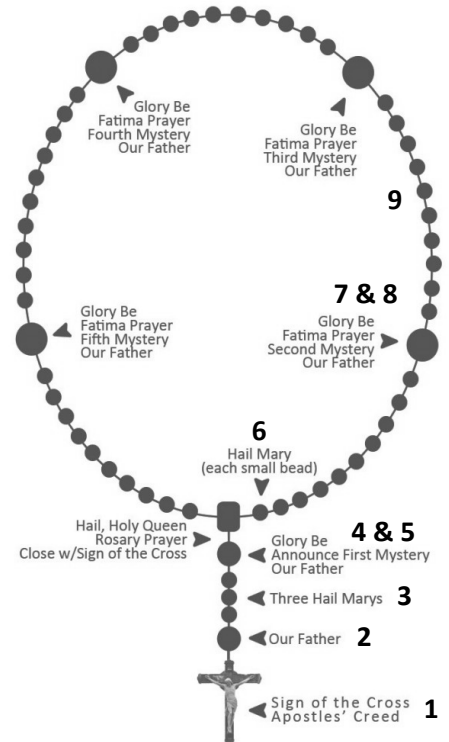 Glory Be
Fatima Prayer
Fourth Mystery
Our Father
Glory Be
Fatima Prayer
Third Mystery
Our Father
9
7 & 8
Glory Be
Fatima Prayer
Fifth Mystery
Our Father
Glory Be
Fatima Prayer
Second Mystery
Our Father
6
Hail Mary
(each small bead)
Hail, Holy Queen
Rosary Prayer
Close w/Sign of the Cross
4 & 5
Glory Be
Announce First Mystery
Our Father
Three Hail Marys 3
Our Father 2
Sign of the Cross
Apostles' Creed 1